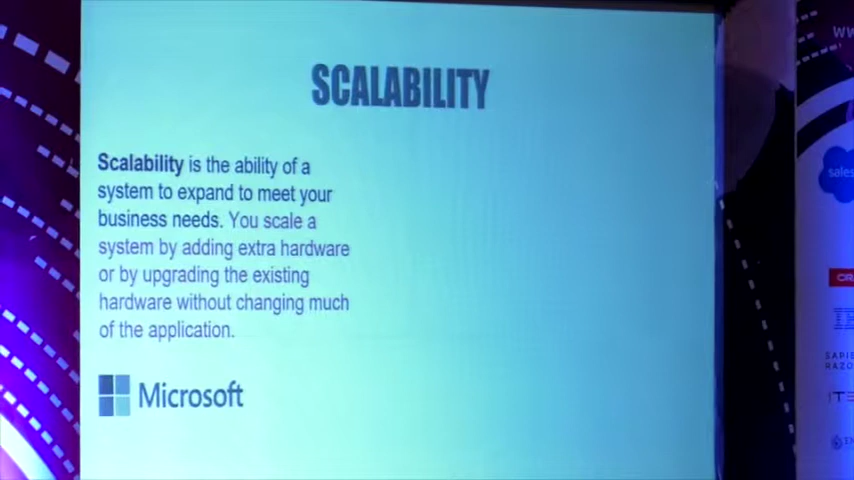 SCALABILITY
Scalability is the ability of a
system to expand to meet your
business needs. You scale a
system by adding extra hardware
or by upgrading the existing
hardware without changing much
of the application.
Microsoft